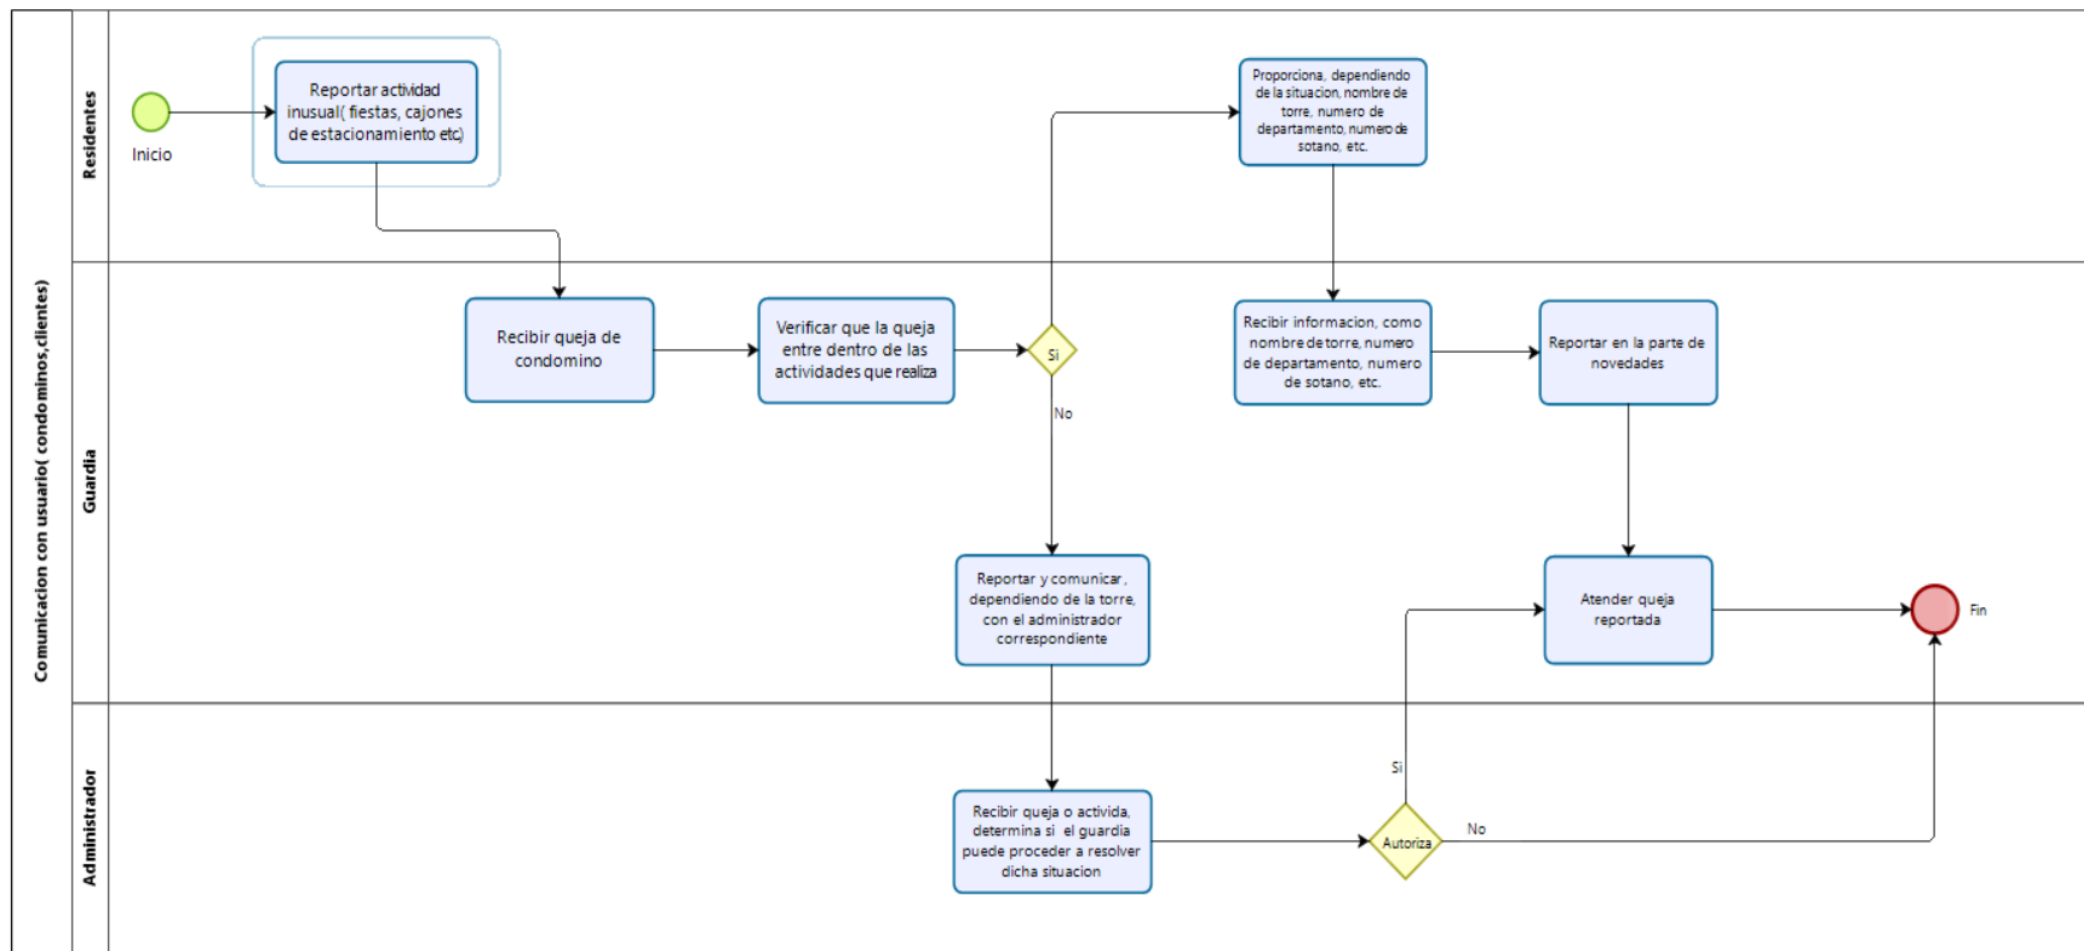 Comunicacion con usuario( condominos,clientes)
Residentes
Inicio
Reportar actividad
inusual( fiestas, cajones
de estacionamiento etc)
Proporciona, dependiendo
de la situacion, nombre de
torre, numero de
departamento, numero de
sotano, etc.
Guardia
Recibir queja de
condomino
Verificar que la queja
entre dentro de las
actividades que realiza
Si
No
Recibir informacion, como
nombre de torre, numero
de departamento, numero
de sotano, etc.
Reportar en la parte de
novedades
Reportar y comunicar,
dependiendo de la torre,
con el administrador
correspondiente
Atender queja
reportada
Fin
Administrador
Recibir queja o activida,
determina si el guardia
puede proceder a resolver
dicha situacion
Autoriza
Si
No